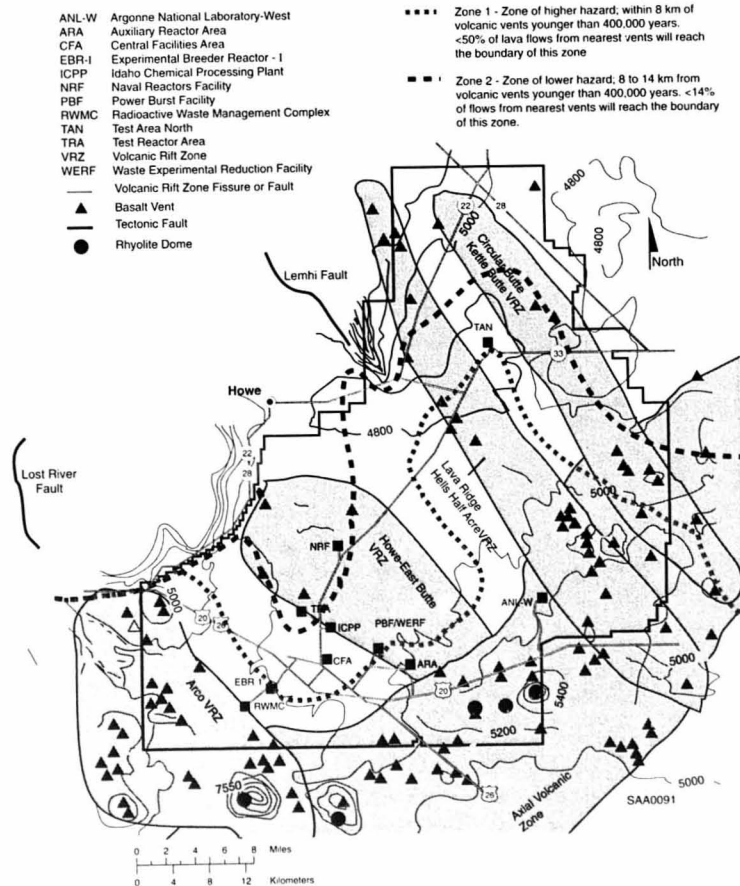 ANL-W Argonne National Laboratory-West
ARA Auxiliary Reactor Area
CFA Central Facilities Area
EBR-I Experimental Breeder Reactor - I
ICPP Idaho Chemical Processing Plant
NRF Naval Reactors Facility
PBF Power Burst Facility
RWMC Radioactive Waste Management Complex
TAN Test Area North
TRA Test Reactor Area
VRZ Volcanic Rift Zone
WERF Waste Experimental Reduction Facility
Volcanic Rift Zone Fissure or Fault
Basalt Vent
Tectonic Fault
Rhyolite Dome
Zone 1 - Zone of higher hazard; within 8 km of
volcanic vents younger than 400,000 years.
<50% of lava flows from nearest vents will reach
the boundary of this zone
Zone 2 - Zone of lower hazard; 8 to 14 km from
volcanic vents younger than 400,000 years. <14%
of flows from nearest vents will reach the boundary
of this zone.
4800
22
28
5000
4800
North
Circular Butte
Kettle Butte VRZ
Lemhi Fault
TAN
33
Howe
4800
22
28
Lost River
Fault
Lava Ridge
Hells Half Acre VRZ
5000
NRF
Howe-East Butte
VRZ
ANL-W
5000
20
26
TRA
ICPP
PBF/WERF
CFA
ARA
5000
EBR I
20
5400
RWMC
Arco VRZ
5200
7550
26
5000
Axial Volcanic
Zone
SAA0091
0 2 4 6 8 Miles
0 4 8 12 Kilometers